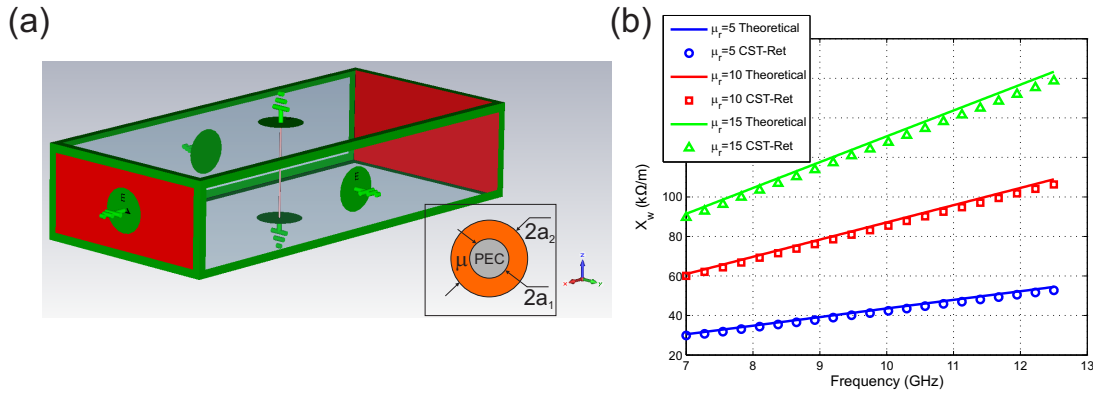 (a)
E
E
2a₂
μ
PEC
2a₁
z
x
y
(b)
μᵣ=5 Theoretical
μᵣ=5 CST-Ret
μᵣ=10 Theoretical
μᵣ=10 CST-Ret
μᵣ=15 Theoretical
μᵣ=15 CST-Ret
X_w (kΩ/m)
100
80
60
40
20
7 8 9 10 11 12 13
Frequency (GHz)